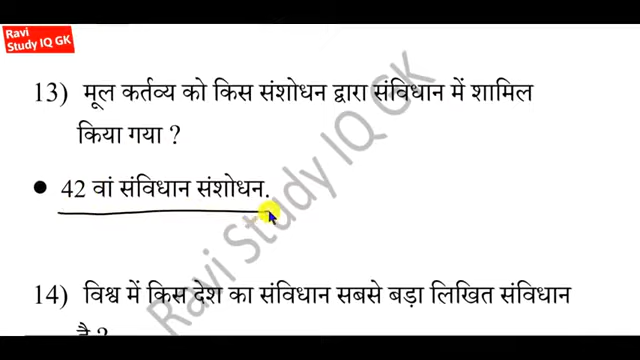 Ravi
Study IQ GK
13) मूल कर्तव्य को किस संशोधन द्वारा संविधान में शामिल
किया गया ?
● 42 वां संविधान संशोधन.
Ravi Study IQ GK
14) विश्व में किस देश का संविधान सबसे बड़ा लिखित संविधान
है ?